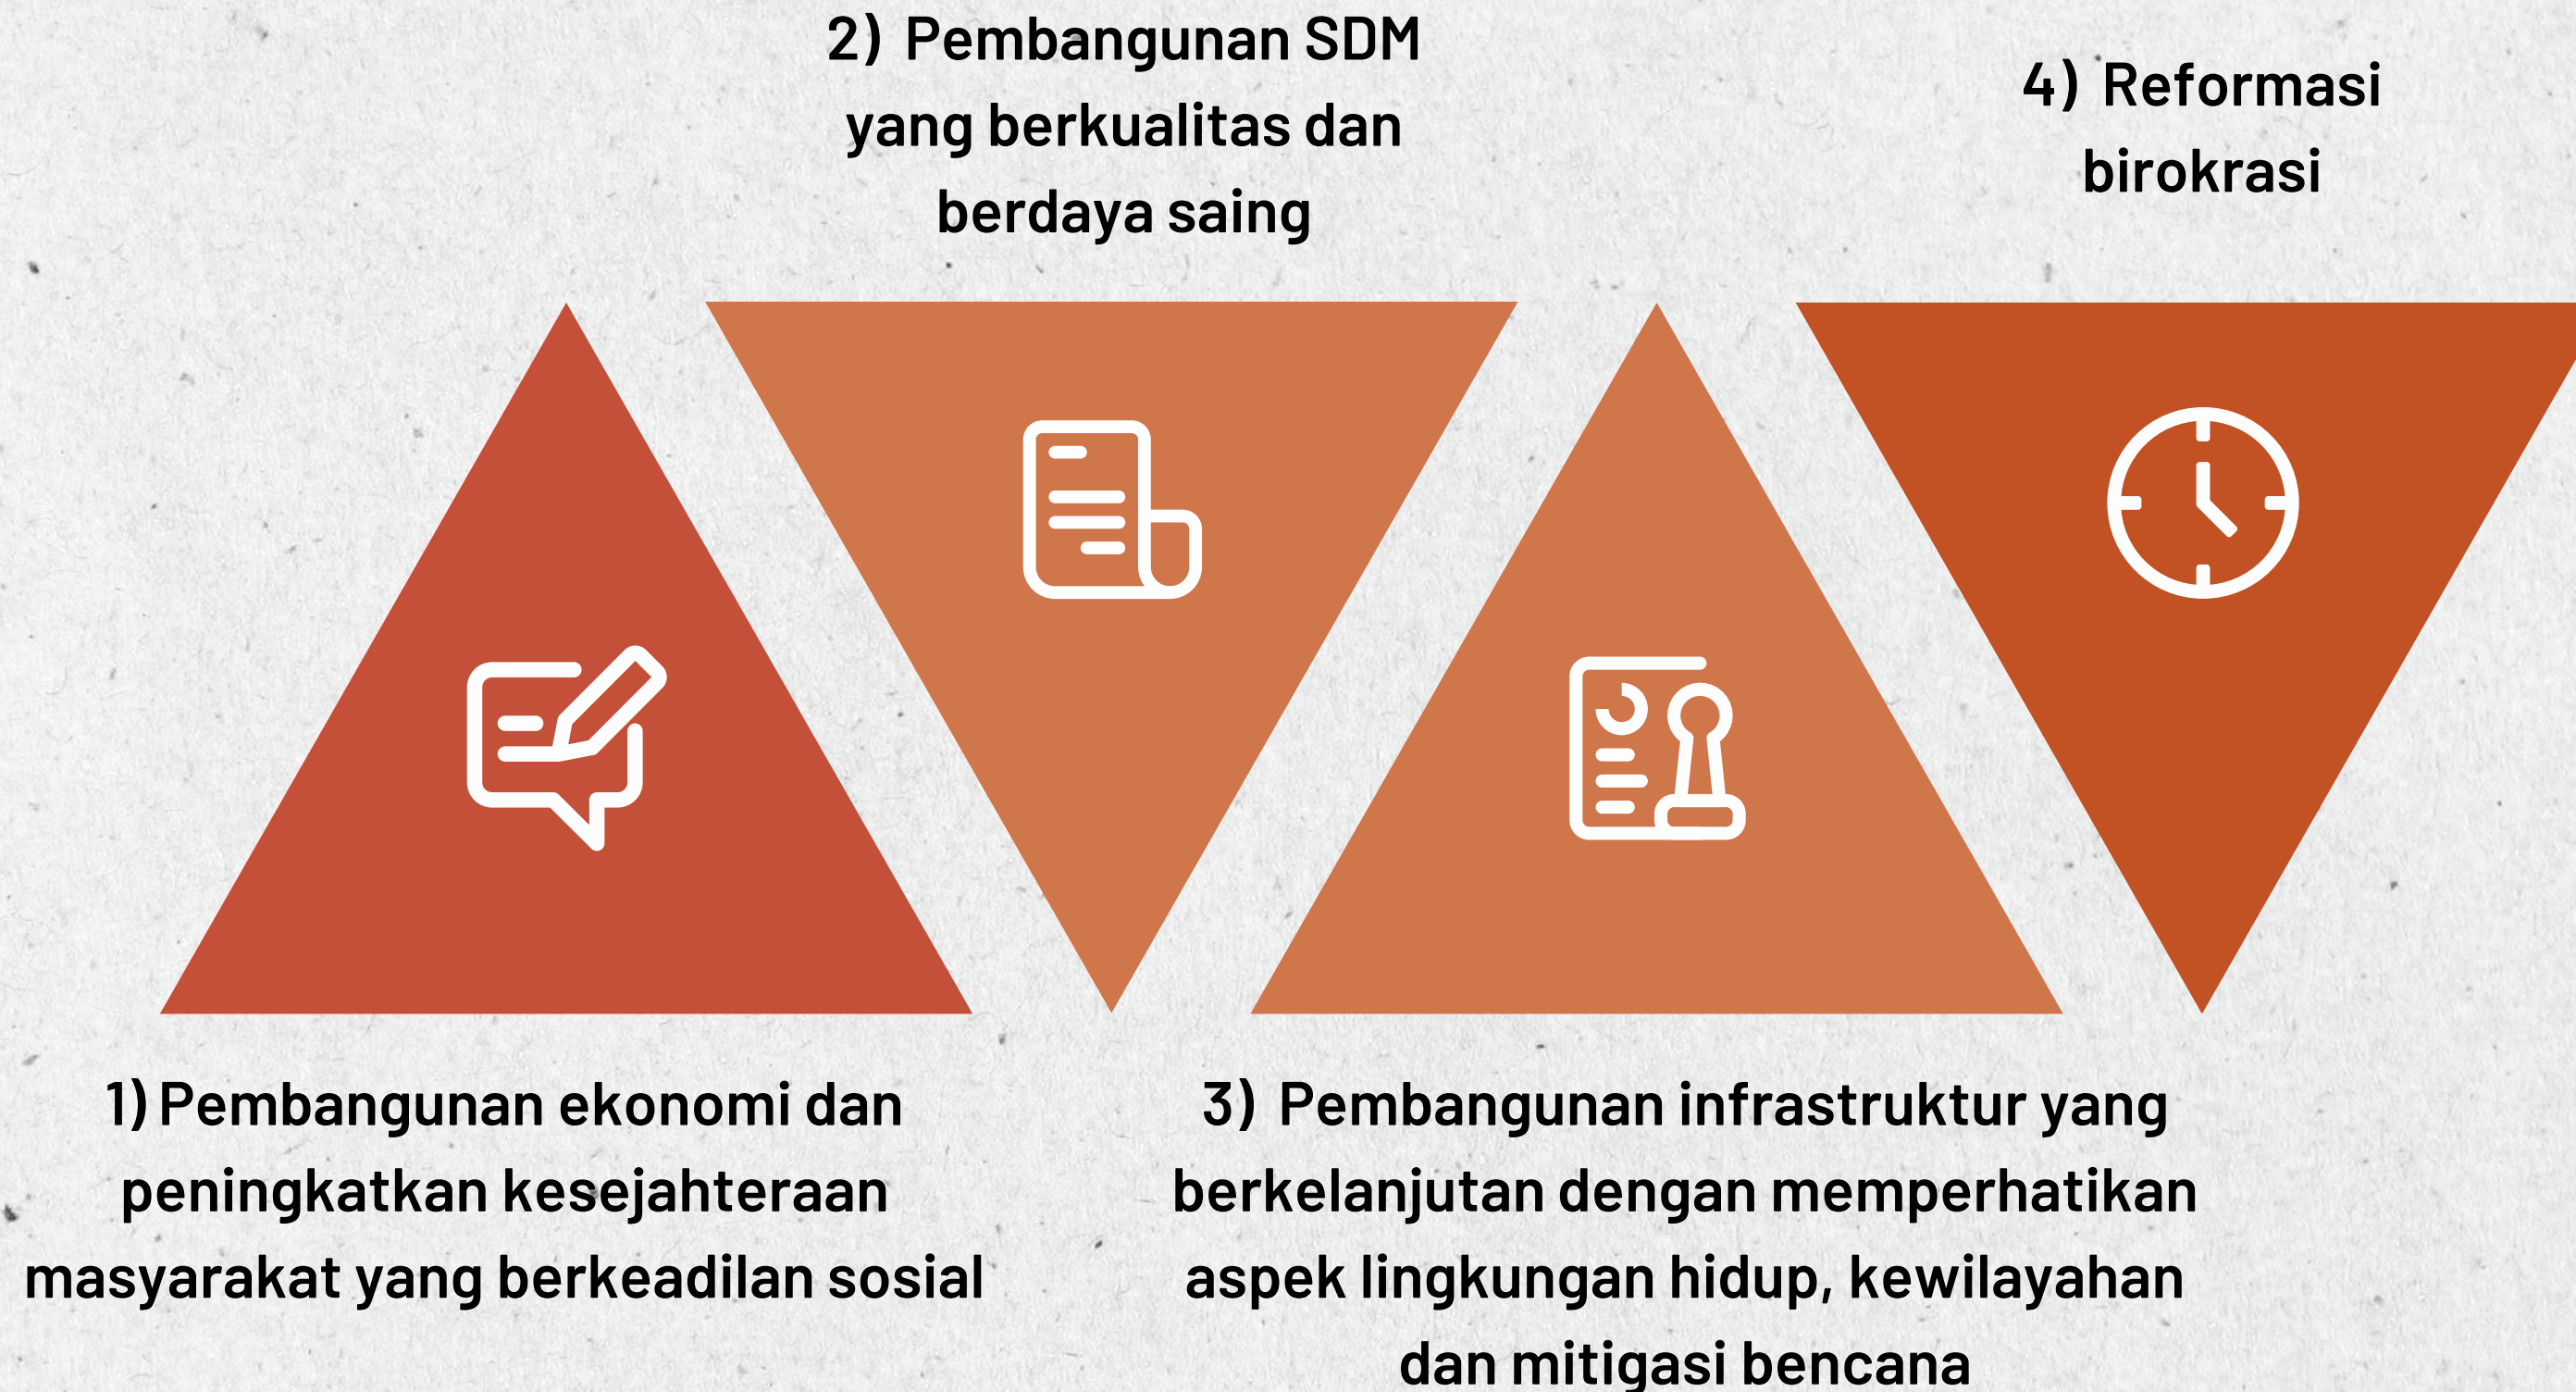 1) Pembangunan ekonomi dan
peningkatkan kesejahteraan
masyarakat yang berkeadilan sosial
2) Pembangunan SDM
yang berkualitas dan
berdaya saing
3) Pembangunan infrastruktur yang
berkelanjutan dengan memperhatikan
aspek lingkungan hidup, kewilayahan
dan mitigasi bencana
4) Reformasi
birokrasi